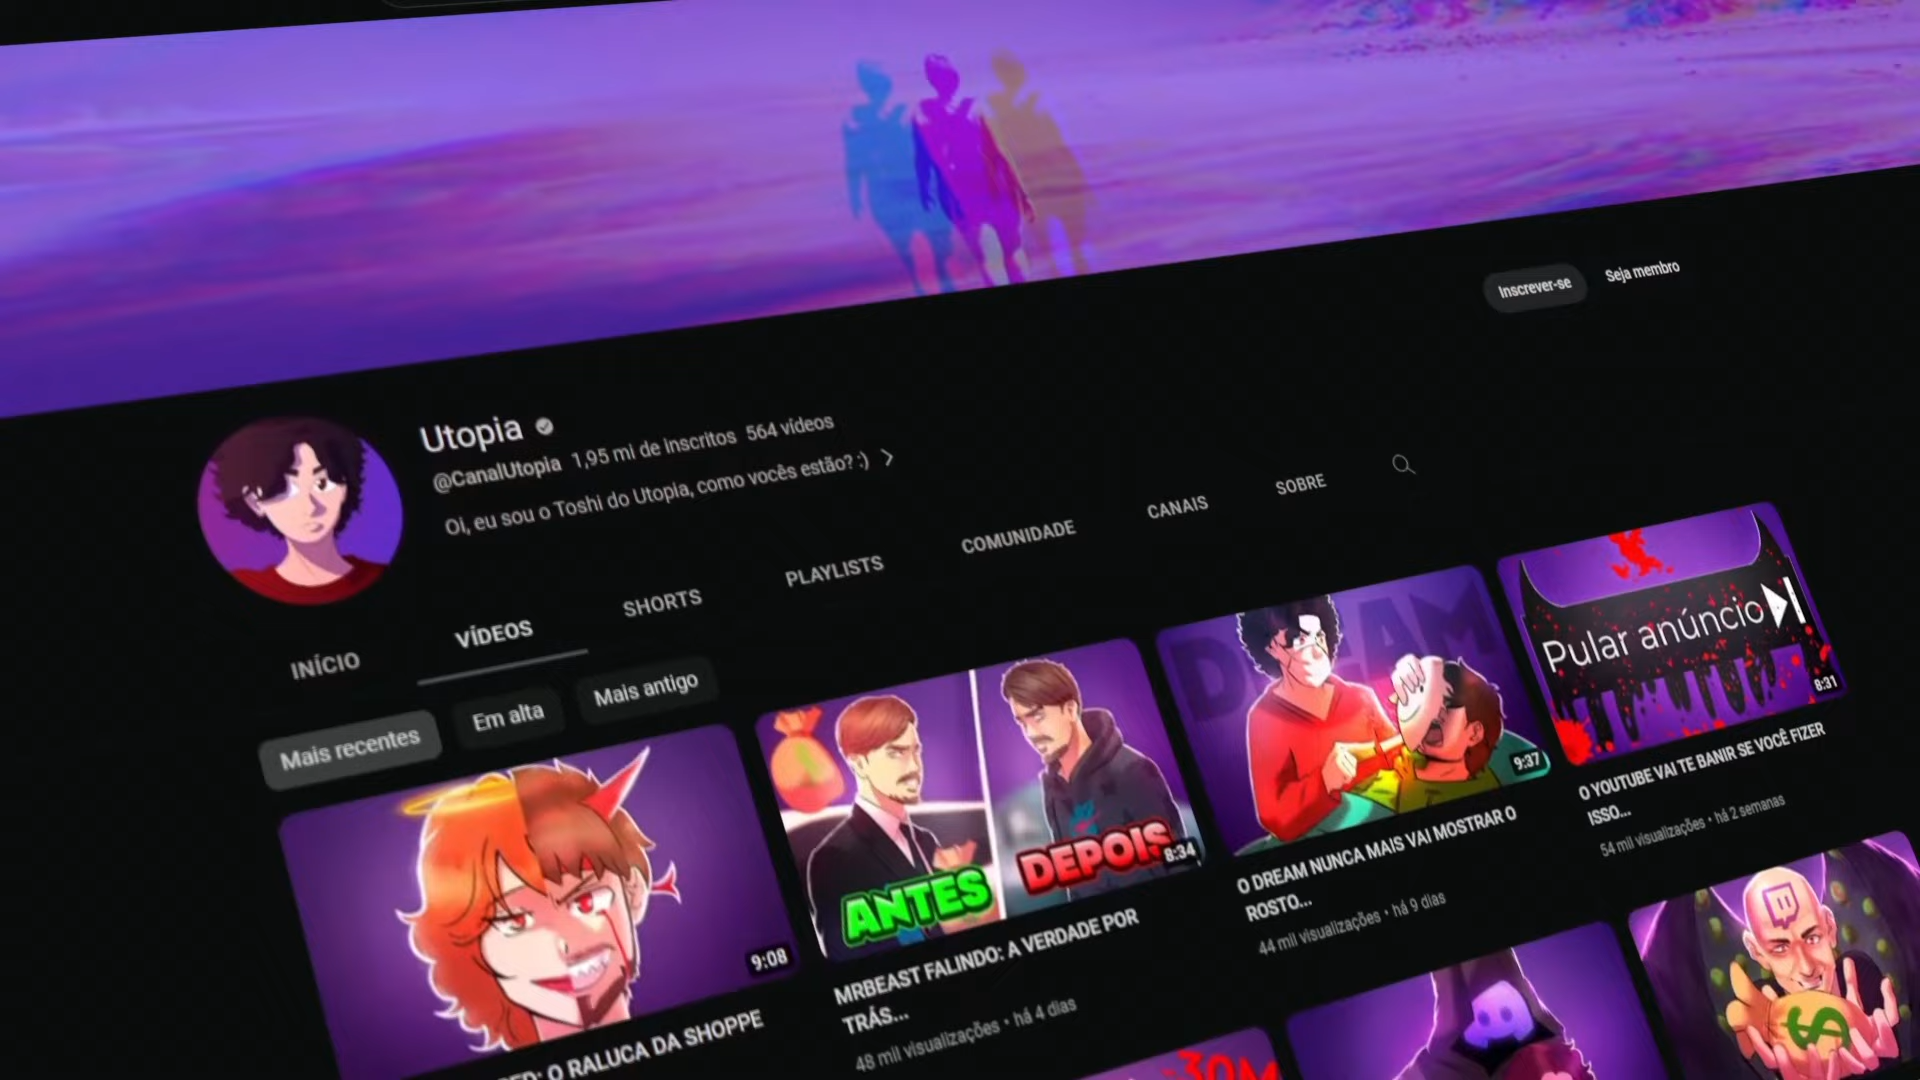 Inscrever-se
Seja membro
Utopia
@CanalUtopia 1,95 mi de inscritos 564 vídeos
Oi, eu sou o Toshi do Utopia, como vocês estão? :)
INÍCIO
VÍDEOS
SHORTS
PLAYLISTS
COMUNIDADE
CANAIS
SOBRE
Mais recentes
Em alta
Mais antigo
9:08
O RALUCA DA SHOPPE
ANTES
DEPOIS
8:34
MRBEAST FALINDO: A VERDADE POR
TRÁS...
48 mil visualizações • há 4 dias
DREAM
9:37
O DREAM NUNCA MAIS VAI MOSTRAR O
ROSTO...
44 mil visualizações • há 9 dias
Pular anúncio
8:31
O YOUTUBE VAI TE BANIR SE VOCÊ FIZER
ISSO...
54 mil visualizações • há 2 semanas
-30M
$